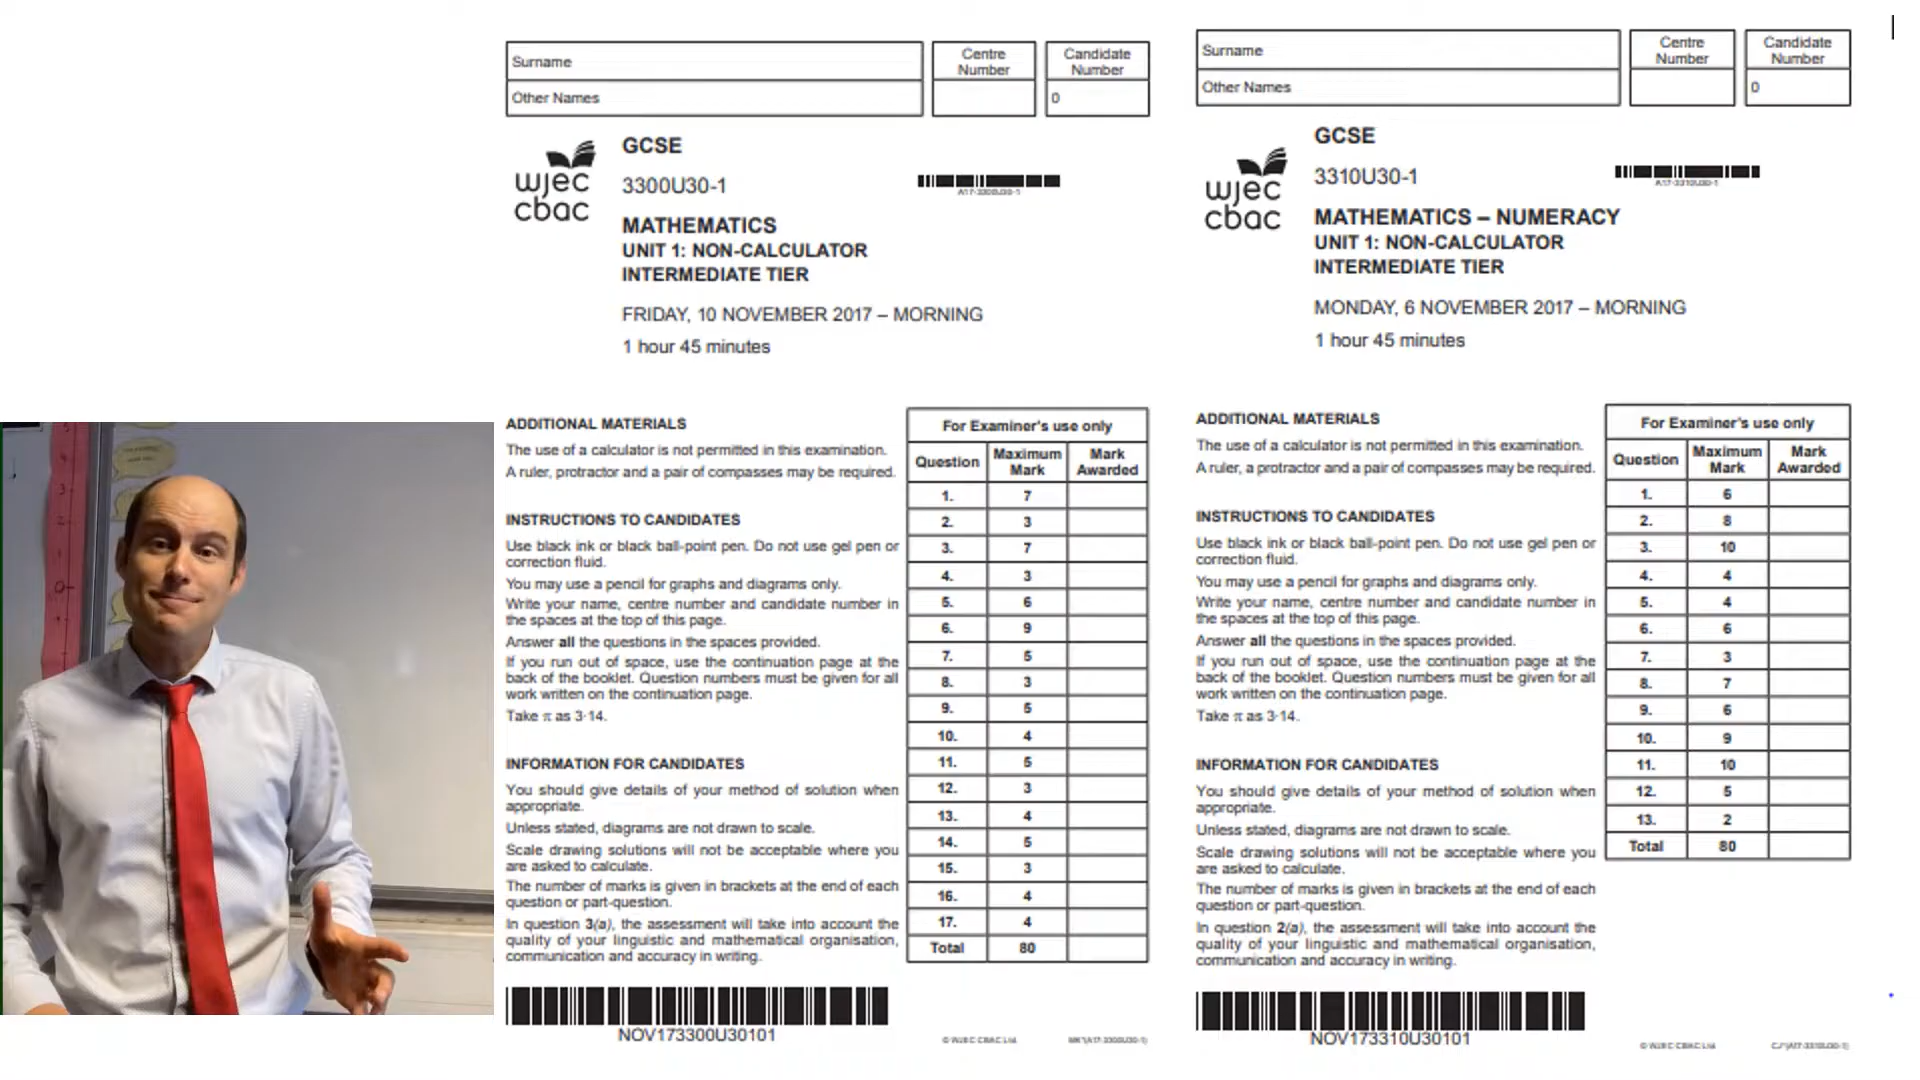 Surname
Centre
Number
Candidate
Number
Other Names
0
wjec
cbac
GCSE
3300U30-1
A17-3300U30-1
MATHEMATICS
UNIT 1: NON-CALCULATOR
INTERMEDIATE TIER
FRIDAY, 10 NOVEMBER 2017 – MORNING
1 hour 45 minutes
ADDITIONAL MATERIALS
The use of a calculator is not permitted in this examination.
A ruler, protractor and a pair of compasses may be required.
INSTRUCTIONS TO CANDIDATES
Use black ink or black ball-point pen. Do not use gel pen or
correction fluid.
You may use a pencil for graphs and diagrams only.
Write your name, centre number and candidate number in
the spaces at the top of this page.
Answer all the questions in the spaces provided.
If you run out of space, use the continuation page at the
back of the booklet. Question numbers must be given for all
work written on the continuation page.
Take π as 3·14.
INFORMATION FOR CANDIDATES
You should give details of your method of solution when
appropriate.
Unless stated, diagrams are not drawn to scale.
Scale drawing solutions will not be acceptable where you
are asked to calculate.
The number of marks is given in brackets at the end of each
question or part-question.
In question 3(a), the assessment will take into account the
quality of your linguistic and mathematical organisation,
communication and accuracy in writing.
For Examiner's use only
Question Maximum Mark Mark Awarded
1. 7
2. 3
3. 7
4. 3
5. 6
6. 9
7. 5
8. 3
9. 5
10. 4
11. 5
12. 3
13. 4
14. 5
15. 3
16. 4
17. 4
Total 80
NOV173300U30101
© WJEC CBAC Ltd.
Surname
Centre
Number
Candidate
Number
Other Names
0
wjec
cbac
GCSE
3310U30-1
A17-3310U30-1
MATHEMATICS – NUMERACY
UNIT 1: NON-CALCULATOR
INTERMEDIATE TIER
MONDAY, 6 NOVEMBER 2017 – MORNING
1 hour 45 minutes
ADDITIONAL MATERIALS
The use of a calculator is not permitted in this examination.
A ruler, a protractor and a pair of compasses may be required.
INSTRUCTIONS TO CANDIDATES
Use black ink or black ball-point pen. Do not use gel pen or
correction fluid.
You may use a pencil for graphs and diagrams only.
Write your name, centre number and candidate number in
the spaces at the top of this page.
Answer all the questions in the spaces provided.
If you run out of space, use the continuation page at the
back of the booklet. Question numbers must be given for all
work written on the continuation page.
Take π as 3·14.
INFORMATION FOR CANDIDATES
You should give details of your method of solution when
appropriate.
Unless stated, diagrams are not drawn to scale.
Scale drawing solutions will not be acceptable where you
are asked to calculate.
The number of marks is given in brackets at the end of each
question or part-question.
In question 2(a), the assessment will take into account the
quality of your linguistic and mathematical organisation,
communication and accuracy in writing.
For Examiner's use only
Question Maximum Mark Mark Awarded
1. 6
2. 8
3. 10
4. 4
5. 4
6. 6
7. 3
8. 7
9. 6
10. 9
11. 10
12. 5
13. 2
Total 80
NOV173310U30101
© WJEC CBAC Ltd.